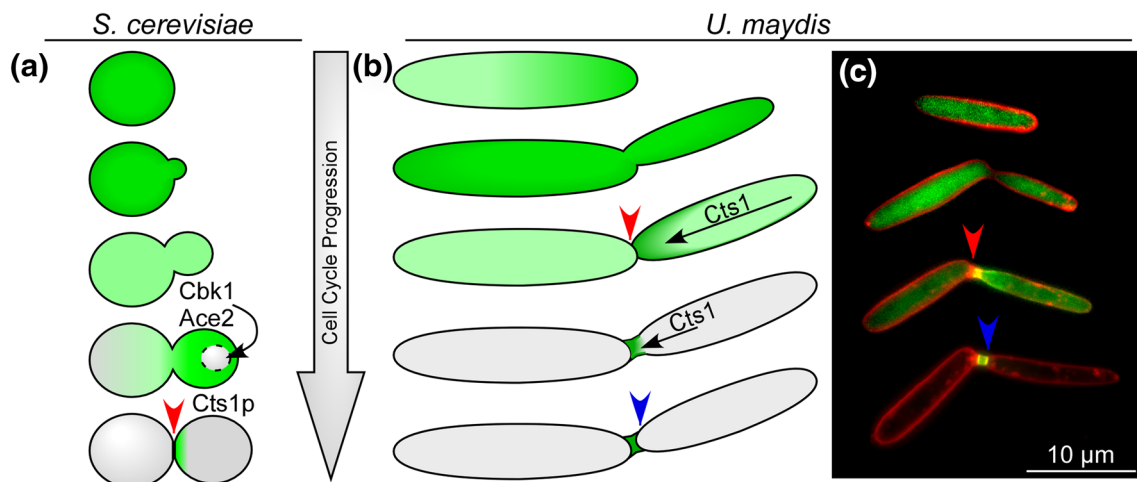 S. cerevisiae
U. maydis
(a)
(b)
(c)
Cell Cycle Progression
Cts1
Cbk1
Ace2
Cts1
Cts1p
10 µm